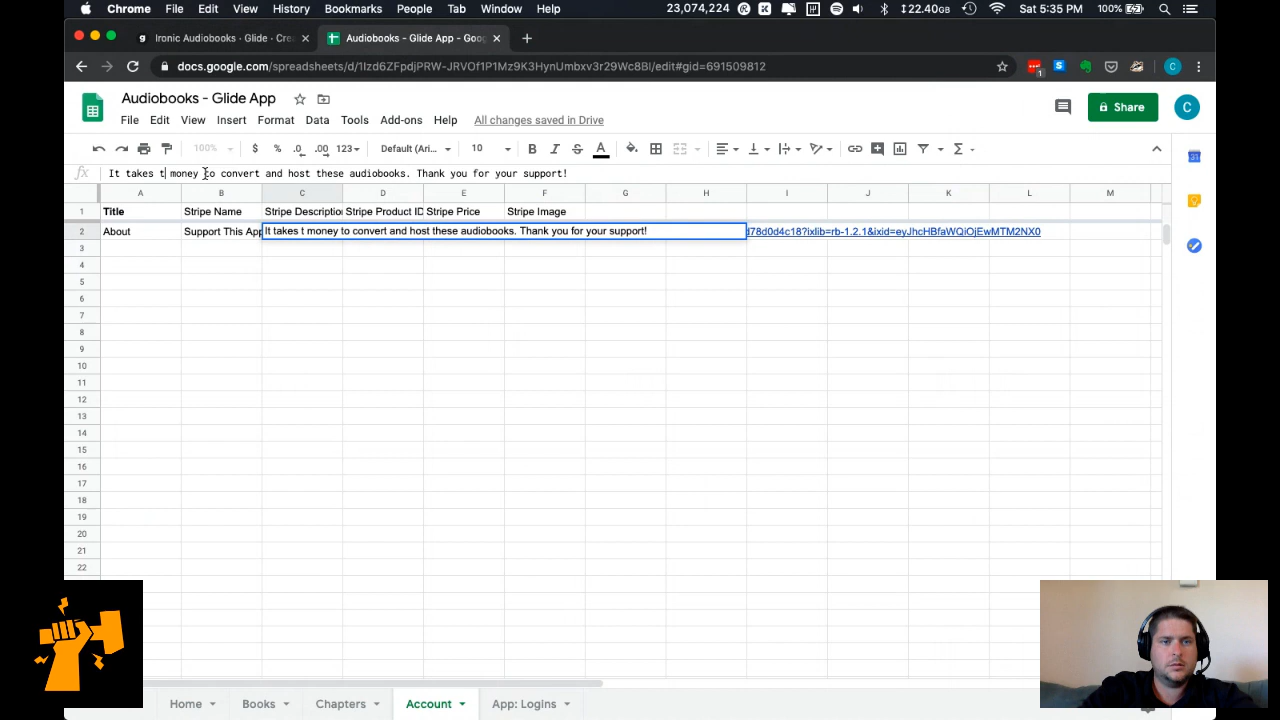 Chrome File Edit View History Bookmarks People Tab Window Help 23,074,224 22.40GB Sat 5:35 PM 100%
Ironic Audiobooks - Glide - Cre × Audiobooks - Glide App - Goog × +
docs.google.com/spreadsheets/d/1Izd6ZFpdjPRW-JRVOf1P1Mz9K3HynUmbxv3r29Wc8BI/edit#gid=691509812 1 C
Audiobooks - Glide App
Share C
File Edit View Insert Format Data Tools Add-ons Help All changes saved in Drive
100% $ % .0 .00 123 Default (Ari... 10 B I S A
fx It takes t money to convert and host these audiobooks. Thank you for your support!
A B C D E F G H I J K L M
1 Title Stripe Name Stripe Description Stripe Product ID Stripe Price Stripe Image
2 About Support This App It takes t money to convert and host these audiobooks. Thank you for your support! d78d0d4c18?ixlib=rb-1.2.1&ixid=eyJhcHBfaWQiOjEwMTM2NX0
3
4
5
6
7
8
9
10
11
12
13
14
15
16
17
18
19
20
21
22
Home Books Chapters Account App: Logins